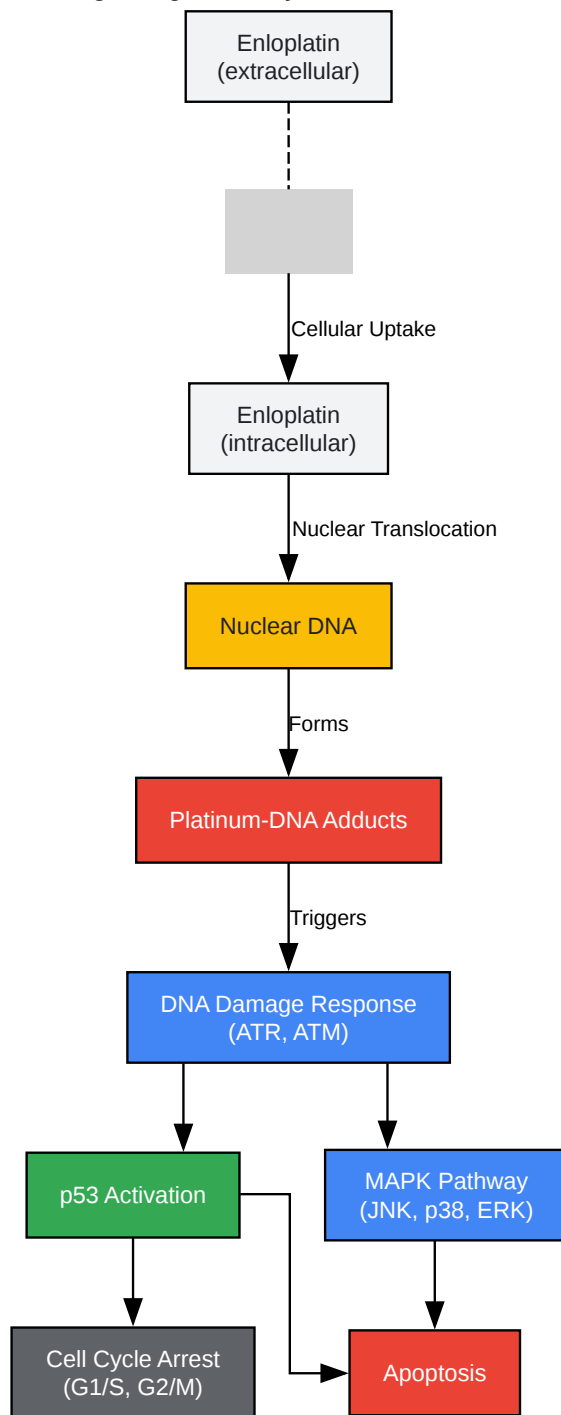 Enloplatin
(extracellular)
Cellular Uptake
Enloplatin
(intracellular)
Nuclear Translocation
Nuclear DNA
Forms
Platinum-DNA Adducts
Triggers
DNA Damage Response
(ATR, ATM)
p53 Activation
MAPK Pathway
(JNK, p38, ERK)
Cell Cycle Arrest
(G1/S, G2/M)
Apoptosis